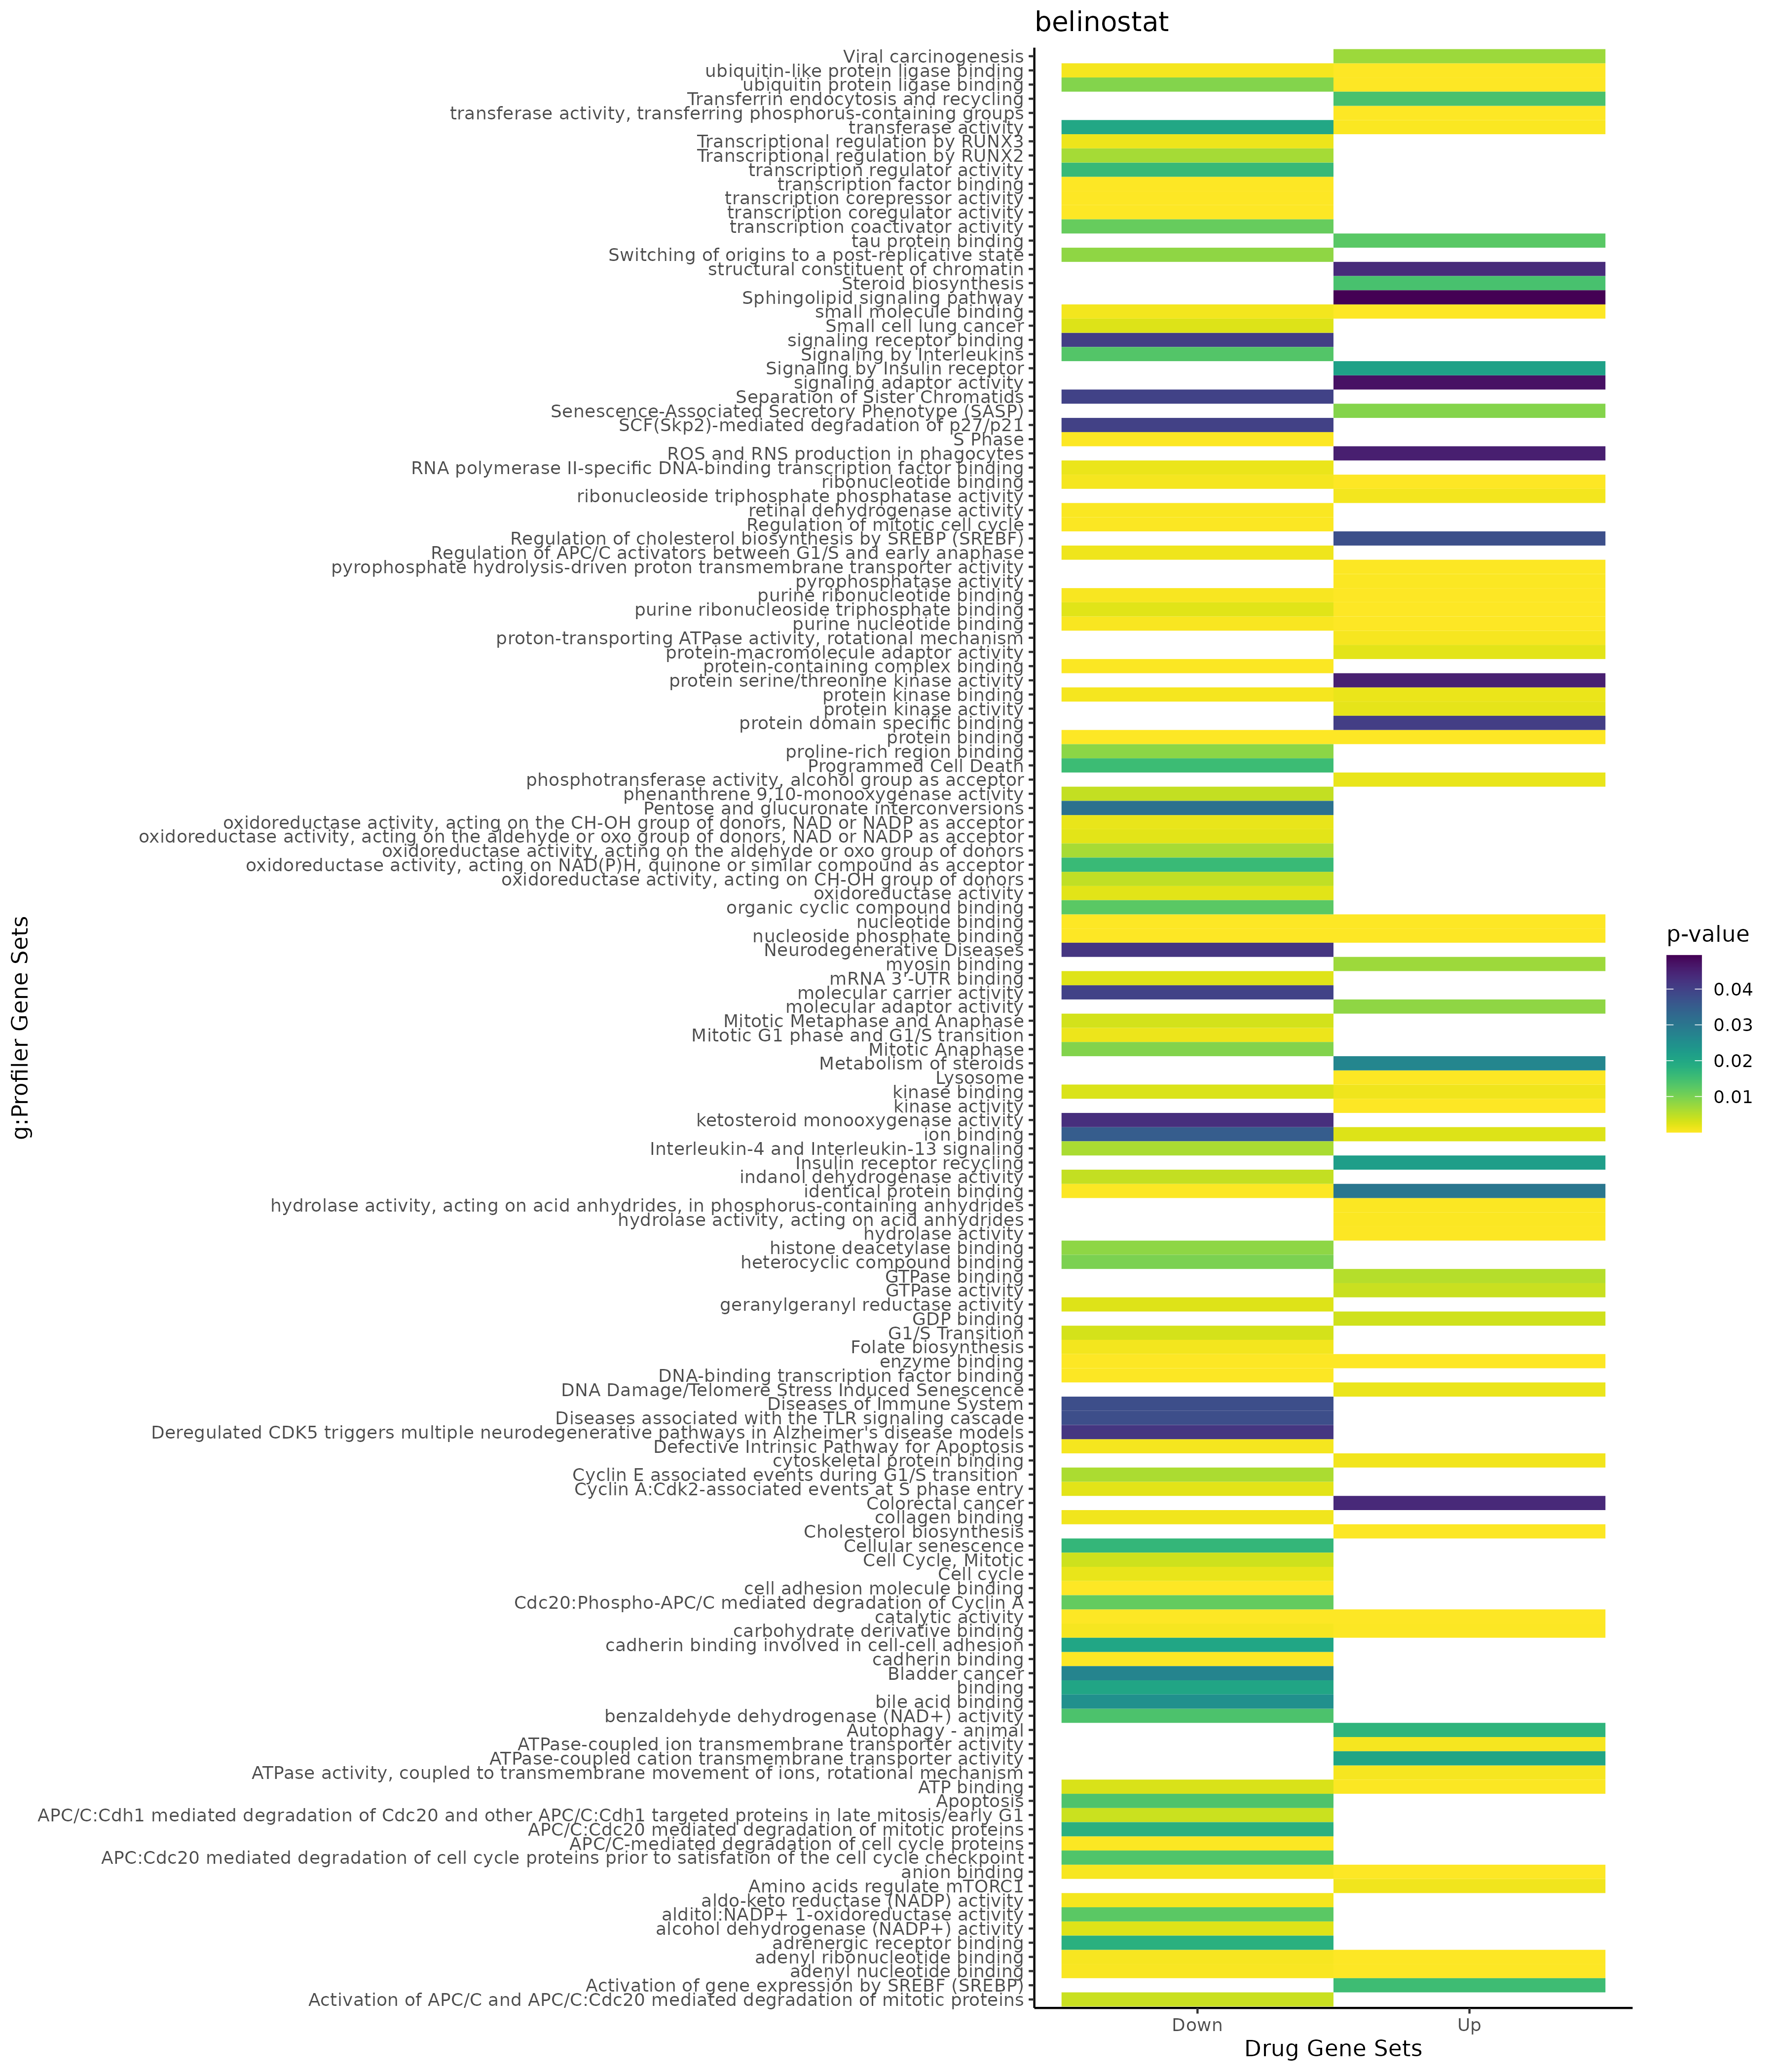 belinostat
Viral carcinogenesis
ubiquitin-like protein ligase binding
ubiquitin protein ligase binding
Transferrin endocytosis and recycling
transferase activity, transferring phosphorus-containing groups
transferase activity
Transcriptional regulation by RUNX3
Transcriptional regulation by RUNX2
transcription regulator activity
transcription factor binding
transcription corepressor activity
transcription coregulator activity
transcription coactivator activity
tau protein binding
Switching of origins to a post-replicative state
structural constituent of chromatin
Steroid biosynthesis
Sphingolipid signaling pathway
small molecule binding
Small cell lung cancer
signaling receptor binding
Signaling by Interleukins
Signaling by Insulin receptor
signaling adaptor activity
Separation of Sister Chromatids
Senescence-Associated Secretory Phenotype (SASP)
SCF(Skp2)-mediated degradation of p27/p21
S Phase
ROS and RNS production in phagocytes
RNA polymerase II-specific DNA-binding transcription factor binding
ribonucleotide binding
ribonucleoside triphosphate phosphatase activity
retinal dehydrogenase activity
Regulation of mitotic cell cycle
Regulation of cholesterol biosynthesis by SREBP (SREBF)
Regulation of APC/C activators between G1/S and early anaphase
pyrophosphate hydrolysis-driven proton transmembrane transporter activity
pyrophosphatase activity
purine ribonucleotide binding
purine ribonucleoside triphosphate binding
purine nucleotide binding
proton-transporting ATPase activity, rotational mechanism
protein-macromolecule adaptor activity
protein-containing complex binding
protein serine/threonine kinase activity
protein kinase binding
protein kinase activity
protein domain specific binding
protein binding
proline-rich region binding
Programmed Cell Death
phosphotransferase activity, alcohol group as acceptor
phenanthrene 9,10-monooxygenase activity
Pentose and glucuronate interconversions
oxidoreductase activity, acting on the CH-OH group of donors, NAD or NADP as acceptor
oxidoreductase activity, acting on the aldehyde or oxo group of donors, NAD or NADP as acceptor
oxidoreductase activity, acting on the aldehyde or oxo group of donors
oxidoreductase activity, acting on NAD(P)H, quinone or similar compound as acceptor
oxidoreductase activity, acting on CH-OH group of donors
oxidoreductase activity
organic cyclic compound binding
nucleotide binding
nucleoside phosphate binding
Neurodegenerative Diseases
myosin binding
mRNA 3'-UTR binding
molecular carrier activity
molecular adaptor activity
Mitotic Metaphase and Anaphase
Mitotic G1 phase and G1/S transition
Mitotic Anaphase
Metabolism of steroids
Lysosome
kinase binding
kinase activity
ketosteroid monooxygenase activity
ion binding
Interleukin-4 and Interleukin-13 signaling
Insulin receptor recycling
indanol dehydrogenase activity
identical protein binding
hydrolase activity, acting on acid anhydrides, in phosphorus-containing anhydrides
hydrolase activity, acting on acid anhydrides
hydrolase activity
histone deacetylase binding
heterocyclic compound binding
GTPase binding
GTPase activity
geranylgeranyl reductase activity
GDP binding
G1/S Transition
Folate biosynthesis
enzyme binding
DNA-binding transcription factor binding
DNA Damage/Telomere Stress Induced Senescence
Diseases of Immune System
Diseases associated with the TLR signaling cascade
Deregulated CDK5 triggers multiple neurodegenerative pathways in Alzheimer's disease models
Defective Intrinsic Pathway for Apoptosis
cytoskeletal protein binding
Cyclin E associated events during G1/S transition
Cyclin A:Cdk2-associated events at S phase entry
Colorectal cancer
collagen binding
Cholesterol biosynthesis
Cellular senescence
Cell Cycle, Mitotic
Cell cycle
cell adhesion molecule binding
Cdc20:Phospho-APC/C mediated degradation of Cyclin A
catalytic activity
carbohydrate derivative binding
cadherin binding involved in cell-cell adhesion
cadherin binding
Bladder cancer
binding
bile acid binding
benzaldehyde dehydrogenase (NAD+) activity
Autophagy - animal
ATPase-coupled ion transmembrane transporter activity
ATPase-coupled cation transmembrane transporter activity
ATPase activity, coupled to transmembrane movement of ions, rotational mechanism
ATP binding
Apoptosis
APC/C:Cdh1 mediated degradation of Cdc20 and other APC/C:Cdh1 targeted proteins in late mitosis/early G1
APC/C:Cdc20 mediated degradation of mitotic proteins
APC/C-mediated degradation of cell cycle proteins
APC:Cdc20 mediated degradation of cell cycle proteins prior to satisfation of the cell cycle checkpoint
anion binding
Amino acids regulate mTORC1
aldo-keto reductase (NADP) activity
alditol:NADP+ 1-oxidoreductase activity
alcohol dehydrogenase (NADP+) activity
adrenergic receptor binding
adenyl ribonucleotide binding
adenyl nucleotide binding
Activation of gene expression by SREBF (SREBP)
Activation of APC/C and APC/C:Cdc20 mediated degradation of mitotic proteins
g:Profiler Gene Sets
Down
Up
Drug Gene Sets
p-value
0.04
0.03
0.02
0.01